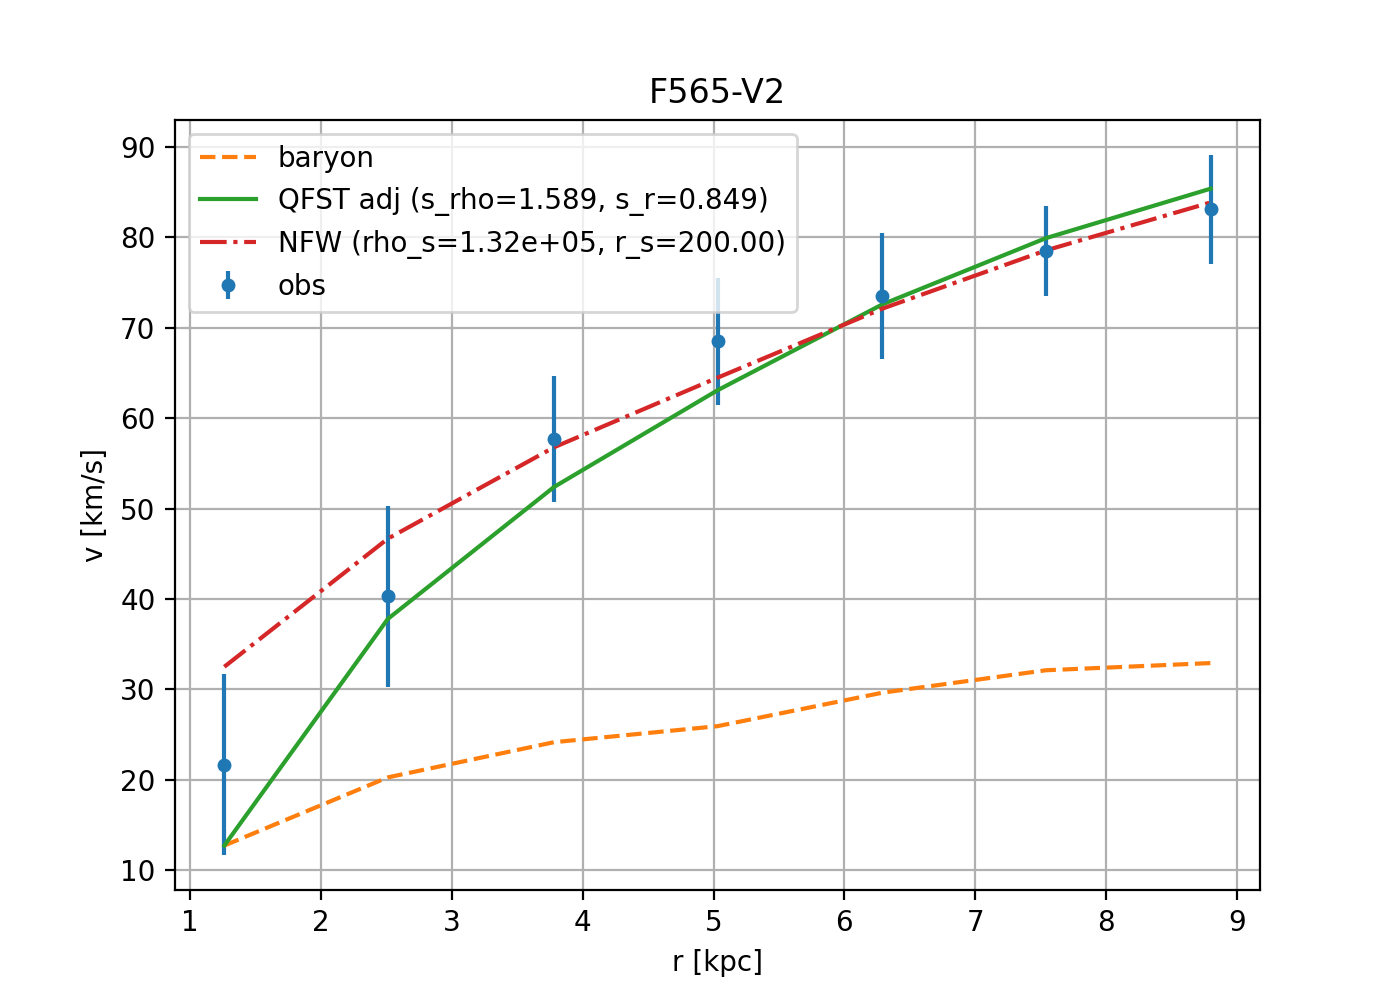 F565-V2
baryon
QFST adj (s_rho=1.589, s_r=0.849)
NFW (rho_s=1.32e+05, r_s=200.00)
obs
90
80
70
60
50
40
30
20
10
v [km/s]
1 2 3 4 5 6 7 8 9
r [kpc]